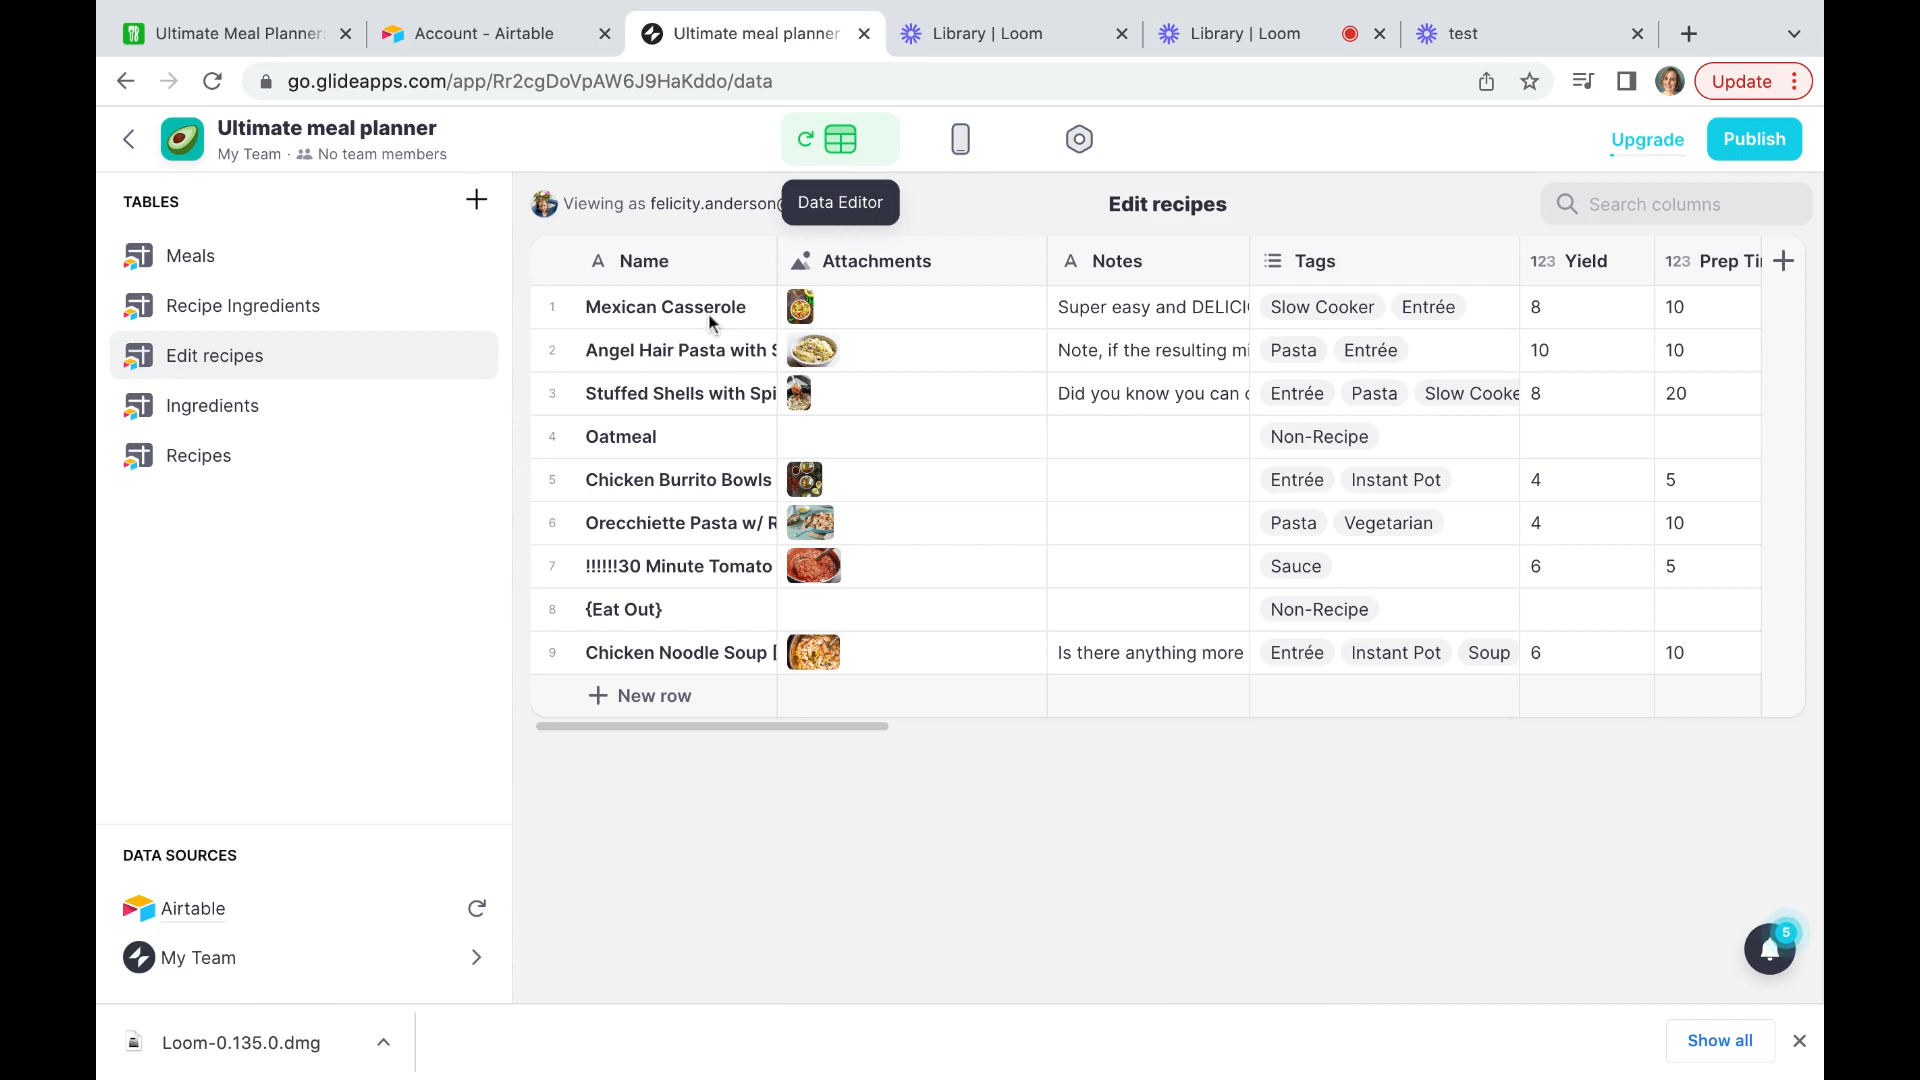 Ultimate Meal Planner:
Account - Airtable
Ultimate meal planner
Library | Loom
Library | Loom
test
go.glideapps.com/app/Rr2cgDoVpAW6J9HaKddo/data
Update
Ultimate meal planner
My Team · No team members
Upgrade
Publish
TABLES
Meals
Recipe Ingredients
Edit recipes
Ingredients
Recipes
Viewing as felicity.anderson@
Data Editor
Edit recipes
Search columns
Name Attachments Notes Tags 123 Yield 123 Prep Ti
1 Mexican Casserole Super easy and DELICI Slow Cooker Entrée 8 10
2 Angel Hair Pasta with S Note, if the resulting mi Pasta Entrée 10 10
3 Stuffed Shells with Spi Did you know you can Entrée Pasta Slow Cooke 8 20
4 Oatmeal Non-Recipe
5 Chicken Burrito Bowls Entrée Instant Pot 4 5
6 Orecchiette Pasta w/ R Pasta Vegetarian 4 10
7 !!!!!!30 Minute Tomato Sauce 6 5
8 {Eat Out} Non-Recipe
9 Chicken Noodle Soup [ Is there anything more Entrée Instant Pot Soup 6 10
New row
DATA SOURCES
Airtable
My Team
5
Loom-0.135.0.dmg
Show all